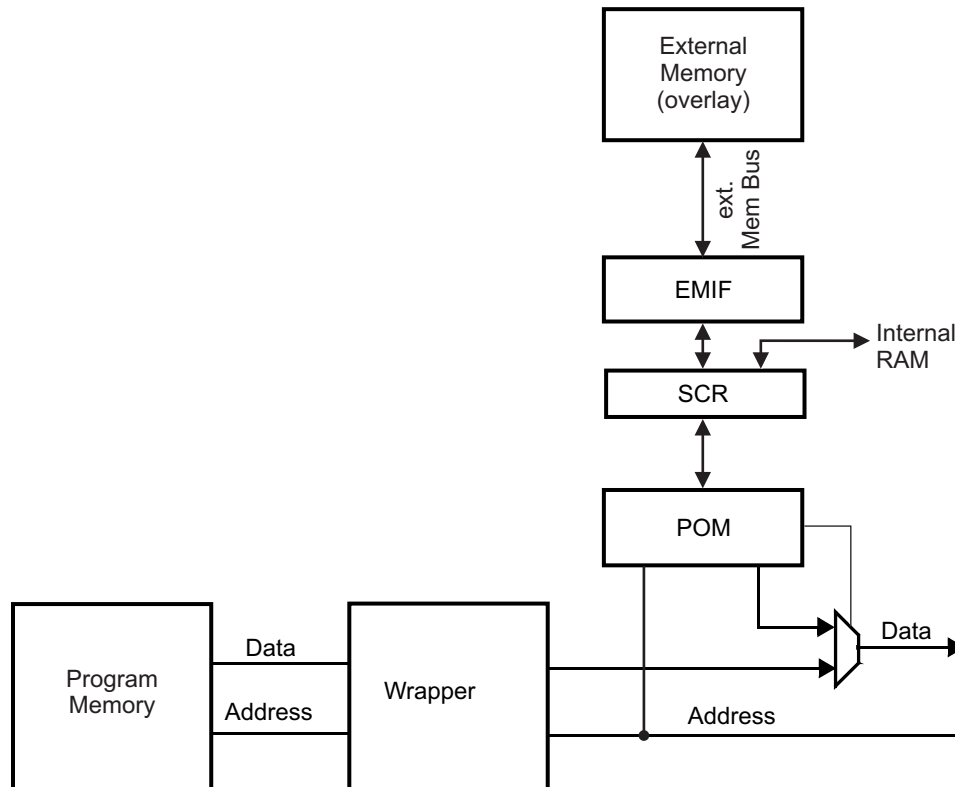 External
Memory
(overlay)
ext.
Mem Bus
EMIF
Internal
RAM
SCR
POM
Data
Data
Program
Memory
Wrapper
Address
Address